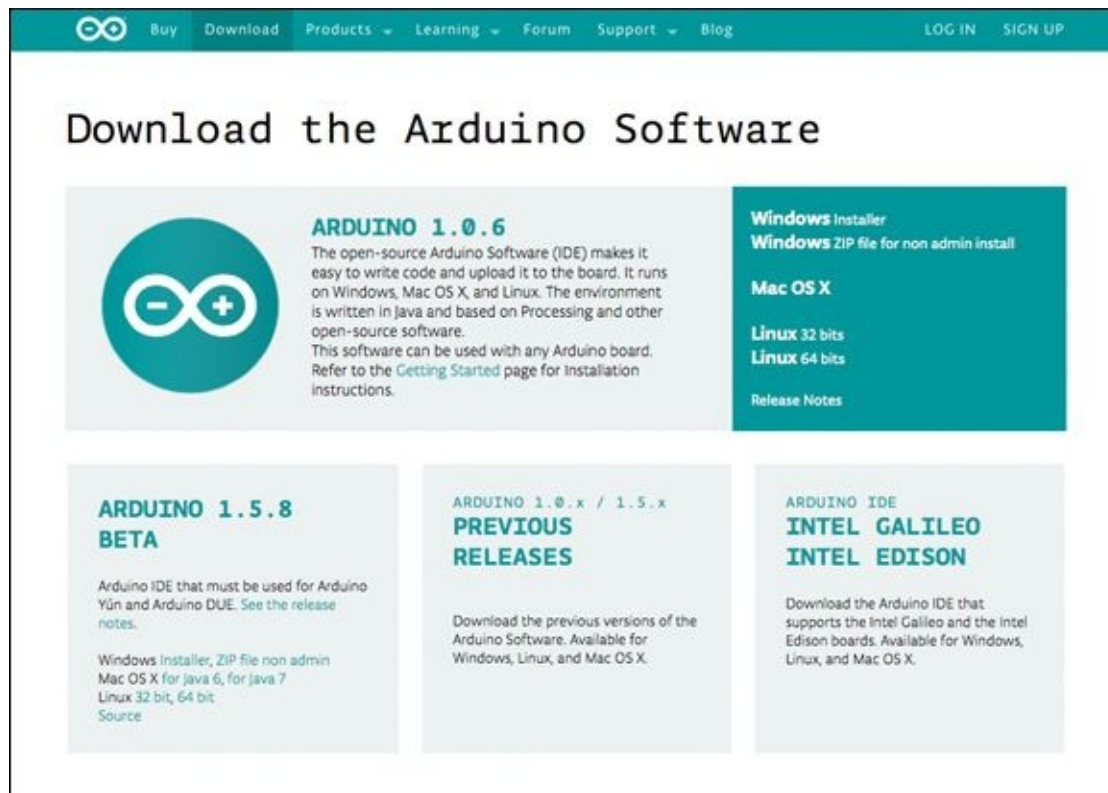 Buy Download Products Learning Forum Support Blog LOG IN SIGN UP
Download the Arduino Software
ARDUINO 1.0.6
The open-source Arduino Software (IDE) makes it
easy to write code and upload it to the board. It runs
on Windows, Mac OS X, and Linux. The environment
is written in Java and based on Processing and other
open-source software.
This software can be used with any Arduino board.
Refer to the Getting Started page for Installation
instructions.
Windows Installer
Windows ZIP file for non admin install
Mac OS X
Linux 32 bits
Linux 64 bits
Release Notes
ARDUINO 1.5.8
BETA
Arduino IDE that must be used for Arduino
Yún and Arduino DUE. See the release
notes.
Windows Installer, ZIP file non admin
Mac OS X for Java 6, for Java 7
Linux 32 bit, 64 bit
Source
ARDUINO 1.0.x / 1.5.x
PREVIOUS
RELEASES
Download the previous versions of the
Arduino Software. Available for
Windows, Linux, and Mac OS X.
ARDUINO IDE
INTEL GALILEO
INTEL EDISON
Download the Arduino IDE that
supports the Intel Galileo and the Intel
Edison boards. Available for Windows,
Linux, and Mac OS X.